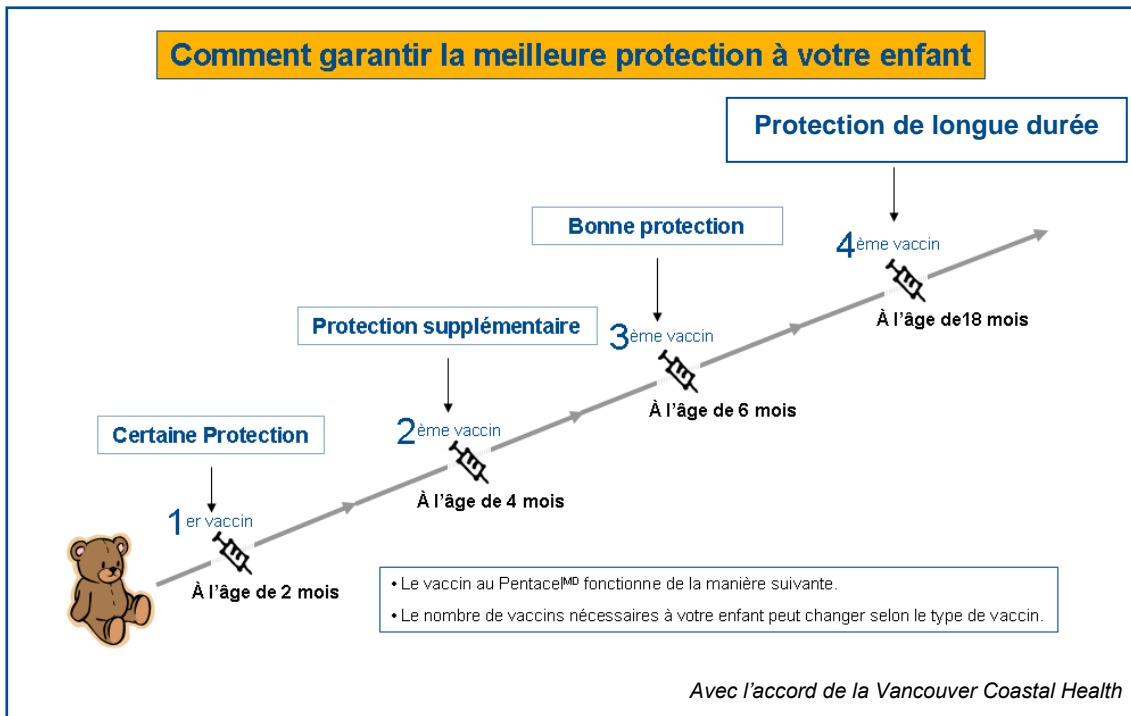 Comment garantir la meilleure protection à votre enfant
Protection de longue durée
Bonne protection
4ème vaccin
À l'âge de18 mois
Protection supplémentaire
3ème vaccin
À l'âge de 6 mois
Certaine Protection
2ème vaccin
À l'âge de 4 mois
1er vaccin
À l'âge de 2 mois
• Le vaccin au Pentacel MD fonctionne de la manière suivante.
• Le nombre de vaccins nécessaires à votre enfant peut changer selon le type de vaccin.
Avec l'accord de la Vancouver Coastal Health